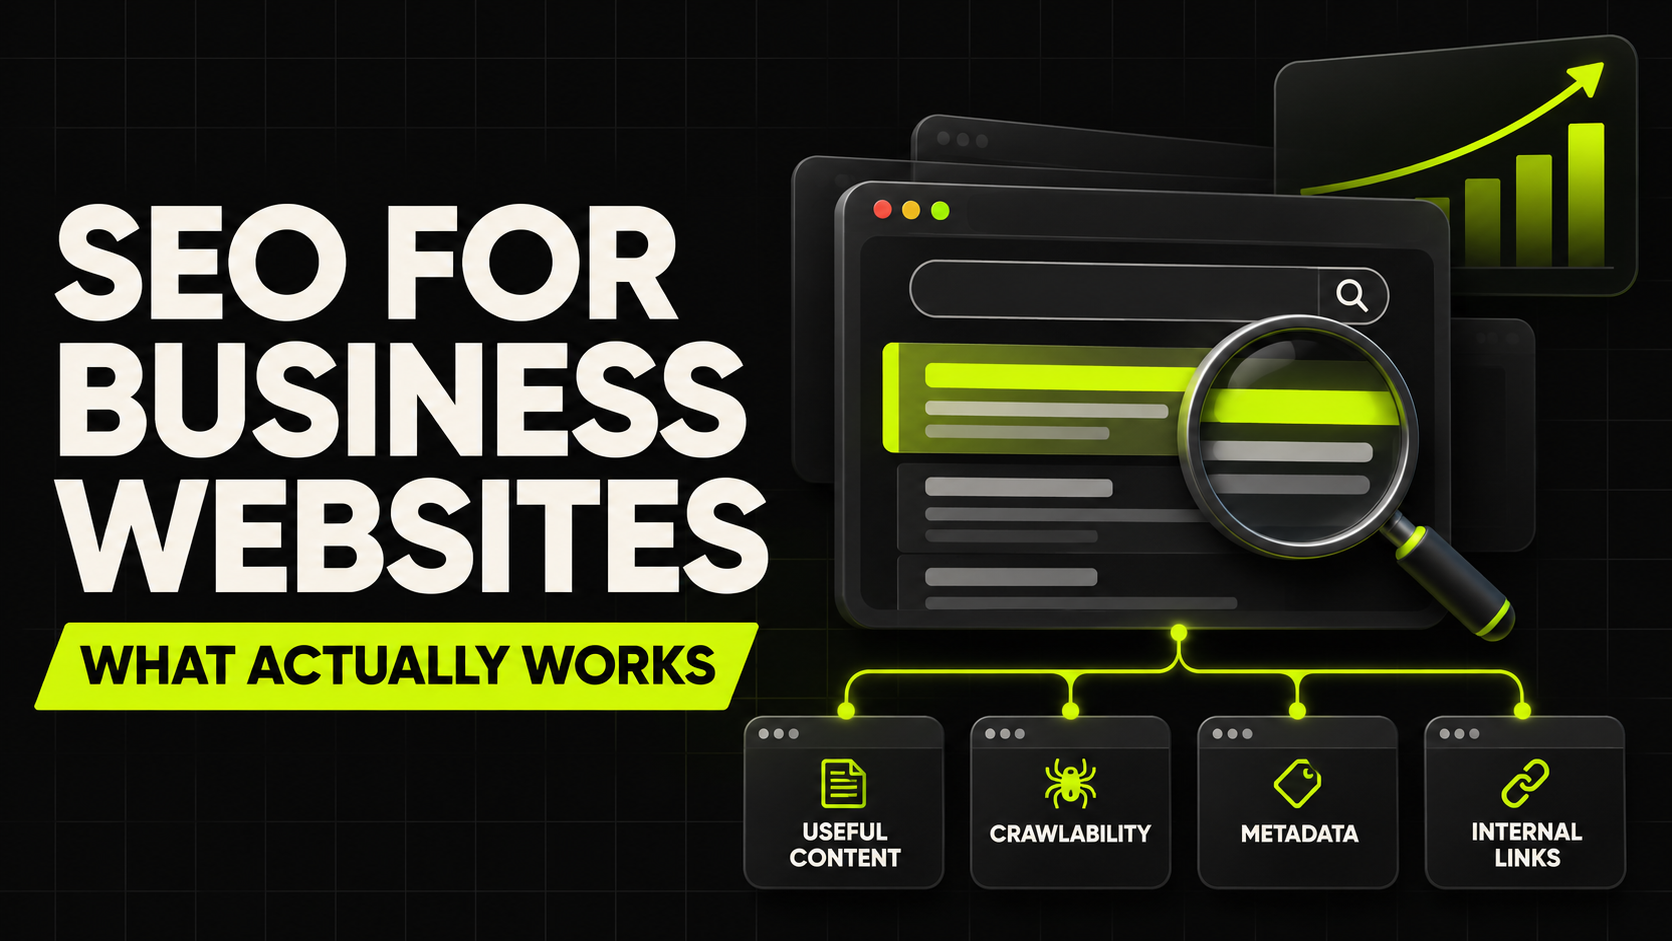 SEO FOR
BUSINESS
WEBSITES
WHAT ACTUALLY WORKS
USEFUL
CONTENT
CRAWLABILITY
METADATA
INTERNAL
LINKS